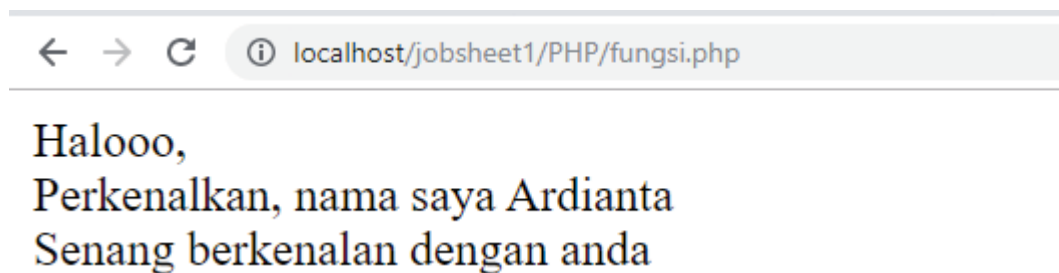 localhost/jobsheet1/PHP/fungsi.php
Halooo,
Perkenalkan, nama saya Ardianta
Senang berkenalan dengan anda